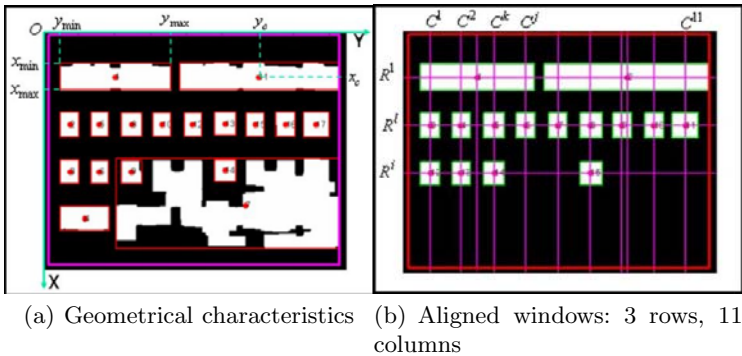 y_min y_max y_c
O Y
x_min
x_c
x_max
X
C^1 C^2 C^k C^j C^11
R^1
R^l
R^i
(a) Geometrical characteristics
(b) Aligned windows: 3 rows, 11
columns